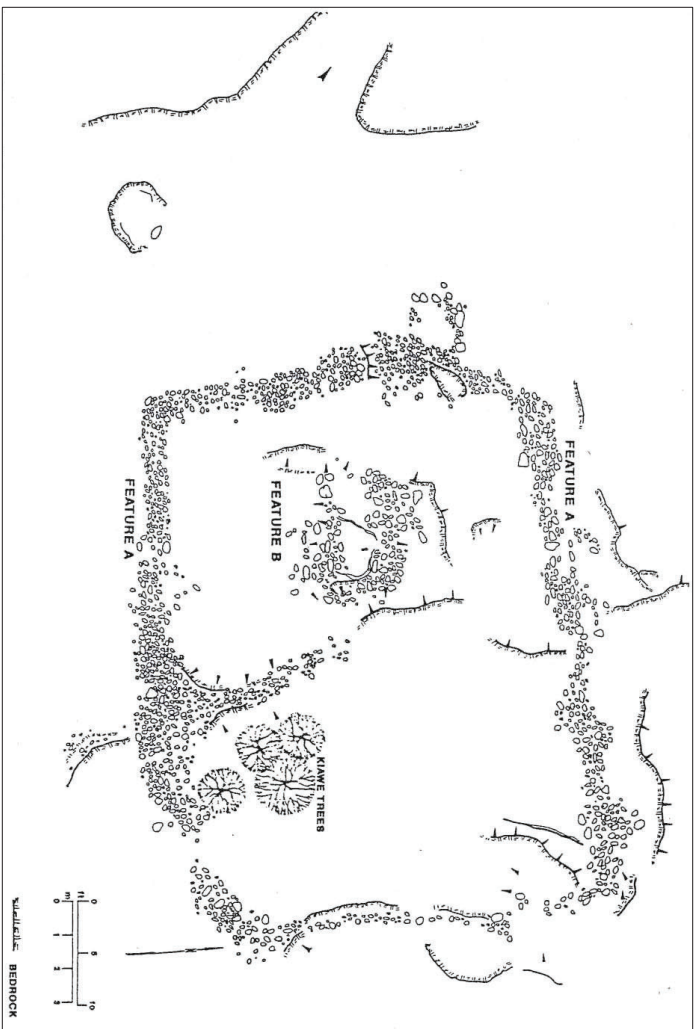 FEATURE A
FEATURE A
FEATURE B
KIAWE TREES
ft 0 5 10
m 0 1 2 3
BEDROCK